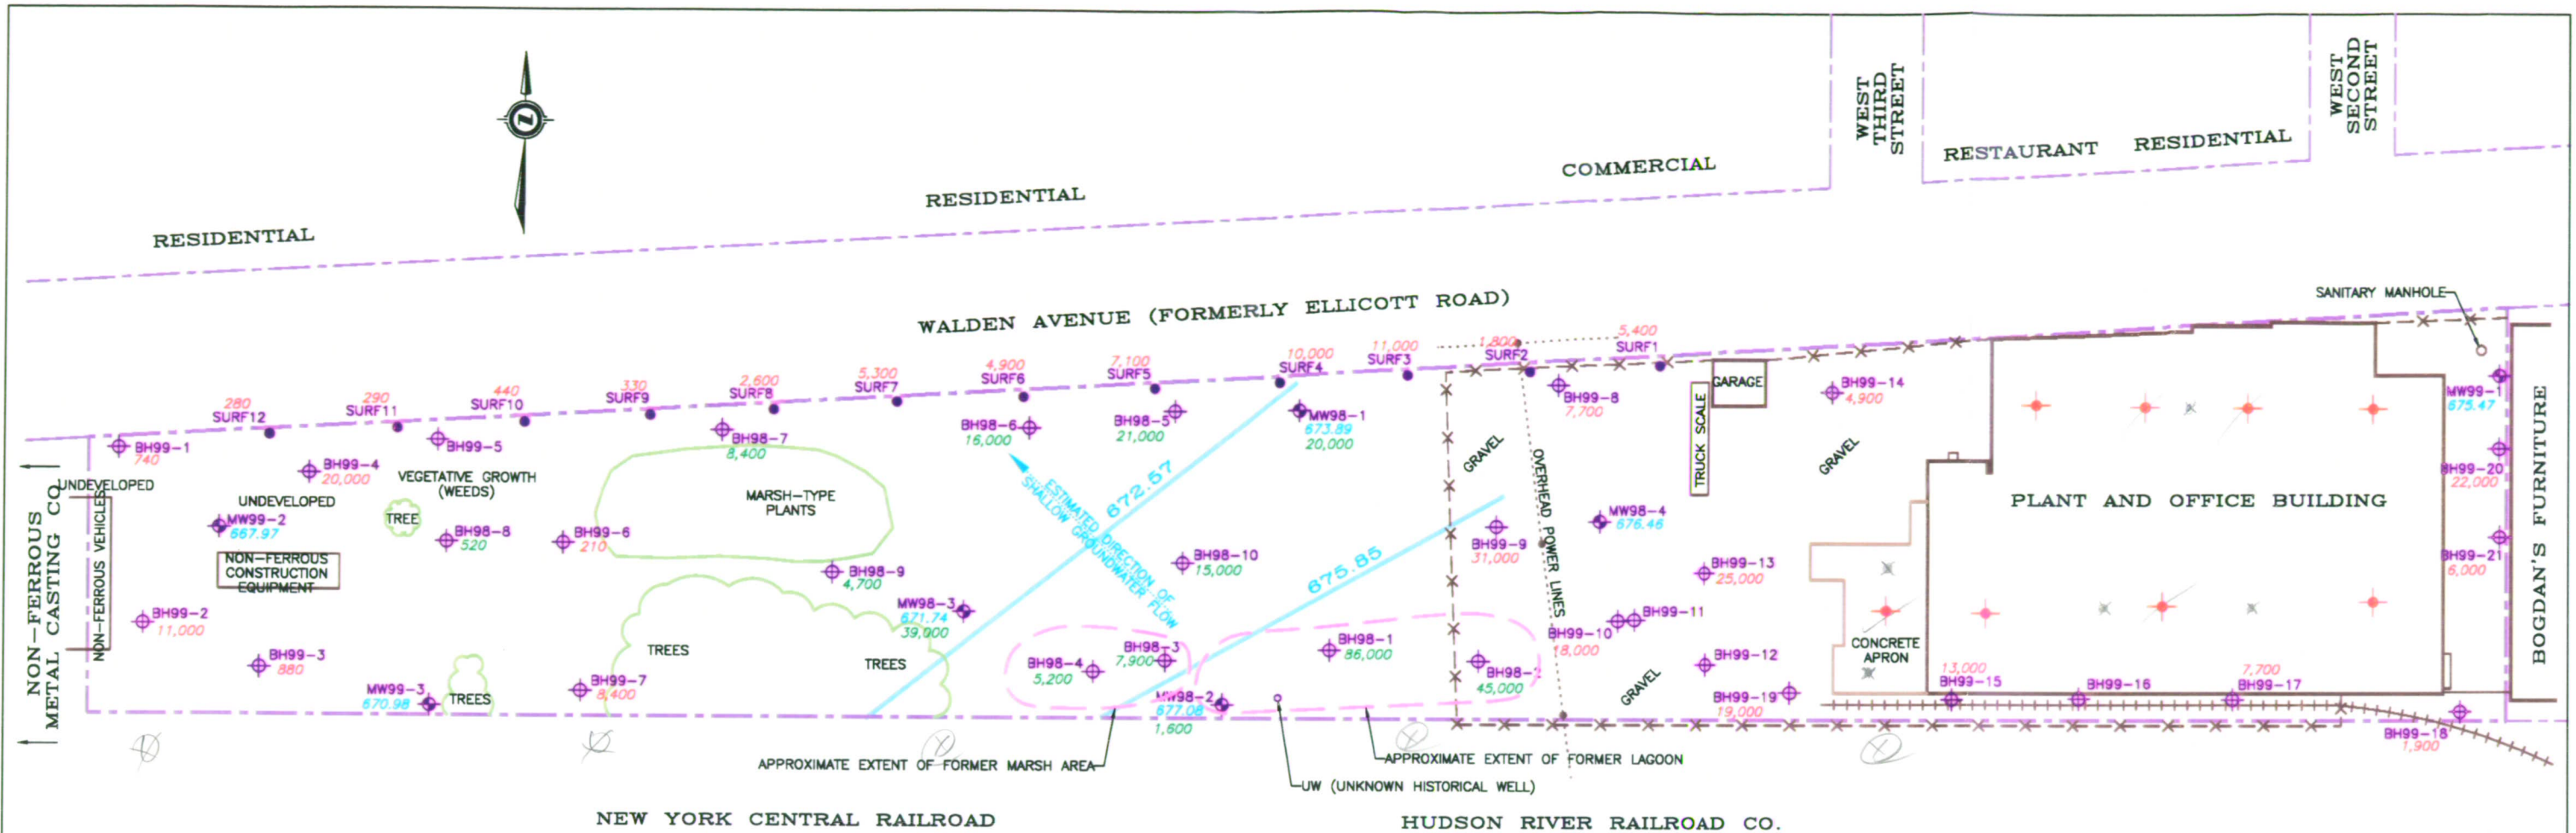 WEST
THIRD
STREET
WEST
SECOND
STREET
RESIDENTIAL
RESIDENTIAL
COMMERCIAL
RESTAURANT
RESIDENTIAL
WALDEN AVENUE (FORMERLY ELLICOTT ROAD)
SANITARY MANHOLE
280
SURF12
290
SURF11
440
SURF10
330
SURF9
2,600
SURF8
5,300
SURF7
4,900
SURF6
7,100
SURF5
10,000
SURF4
11,000
SURF3
1,800
SURF2
5,400
SURF1
BH99-1
740
BH99-4
20,000
BH99-5
BH98-7
8,400
BH98-6
16,000
BH98-5
21,000
MW98-1
673.89
20,000
BH99-8
7,700
GARAGE
TRUCK SCALE
BH99-14
4,900
MW99-1
675.47
BH99-20
22,000
BH99-21
6,000
UNDEVELOPED
UNDEVELOPED
VEGETATIVE GROWTH
(WEEDS)
TREE
MARSH-TYPE
PLANTS
MW99-2
667.97
NON-FERROUS
CONSTRUCTION
EQUIPMENT
NON-FERROUS VEHICLES
NON-FERROUS
METAL CASTING CO.
BH98-8
520
BH99-6
210
BH98-9
4,700
MW98-3
671.74
39,000
ESTIMATED DIRECTION OF
SHALLOW GROUNDWATER FLOW
672.57
675.85
BH98-10
15,000
GRAVEL
BH99-9
31,000
OVERHEAD POWER LINES
MW98-4
676.46
GRAVEL
BH99-13
25,000
PLANT AND OFFICE BUILDING
BOGDAN'S FURNITURE
BH99-2
11,000
BH99-3
880
MW99-3
670.98
TREES
BH99-7
8,400
TREES
TREES
BH98-4
5,200
BH98-3
7,900
MW98-2
677.08
1,600
BH98-1
86,000
BH98-2
45,000
BH99-10
18,000
BH99-11
BH99-12
GRAVEL
BH99-19
19,000
CONCRETE
APRON
13,000
BH99-15
BH99-16
7,700
BH99-17
BH99-18
1,900
APPROXIMATE EXTENT OF FORMER MARSH AREA
APPROXIMATE EXTENT OF FORMER LAGOON
UW (UNKNOWN HISTORICAL WELL)
NEW YORK CENTRAL RAILROAD
HUDSON RIVER RAILROAD CO.